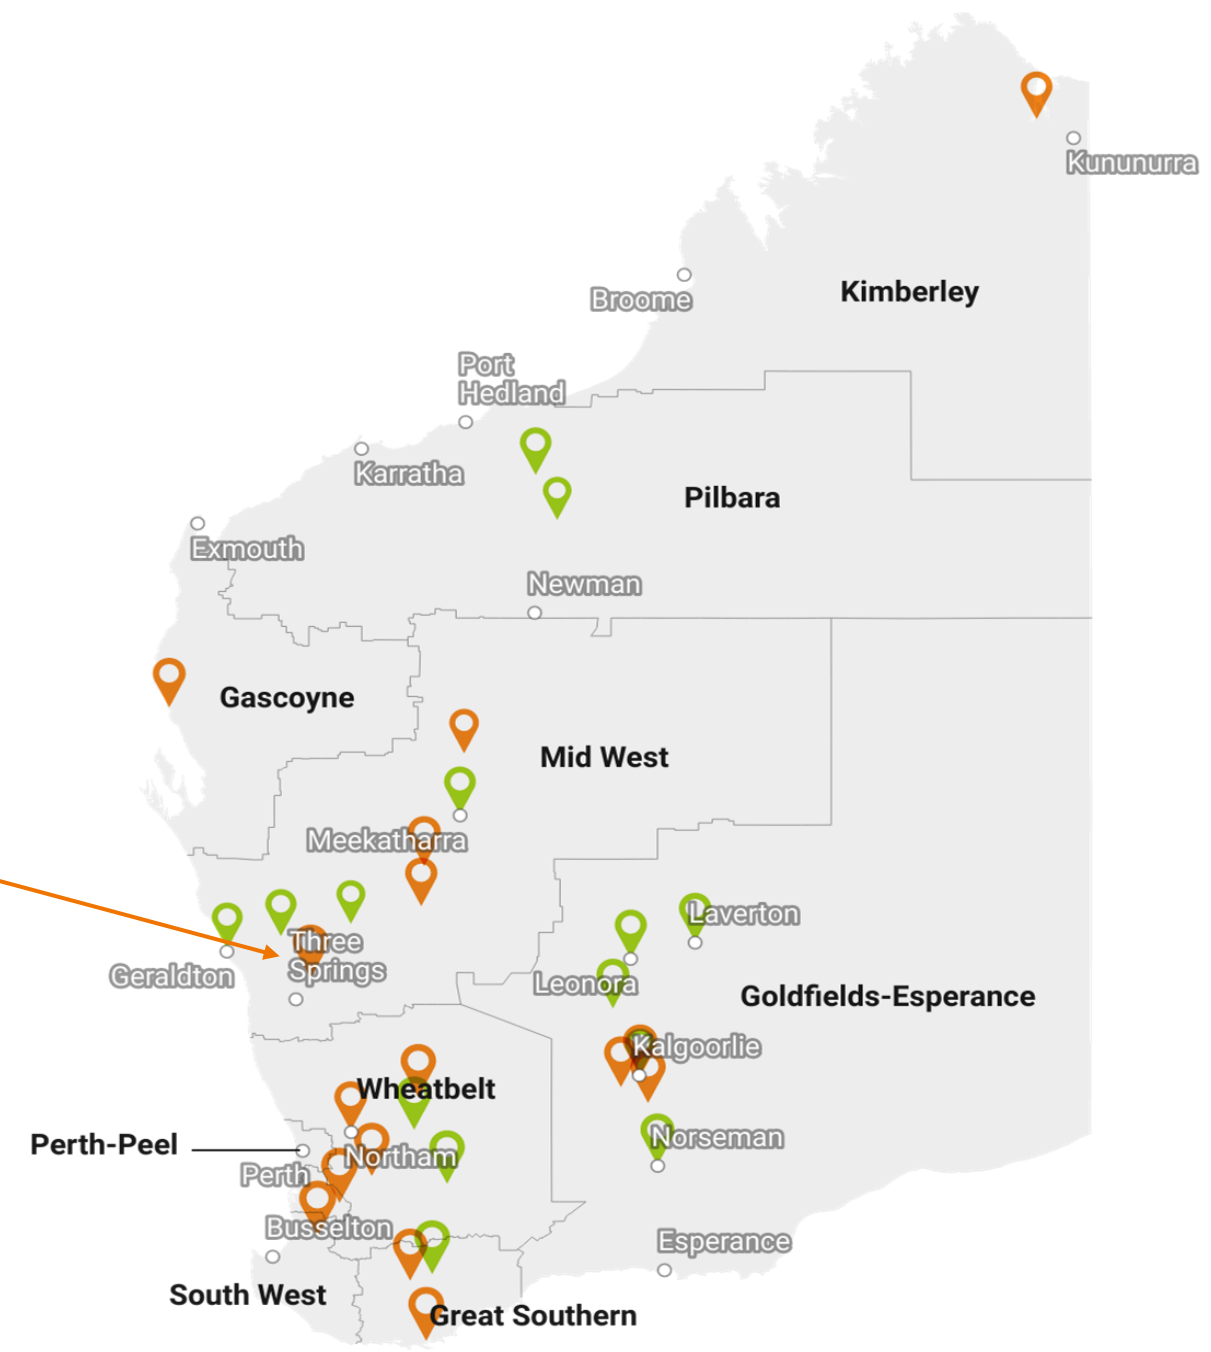 Kununurra
Broome
Kimberley
Port
Hedland
Karratha
Pilbara
Exmouth
Newman
Gascoyne
Mid West
Meekatharra
Laverton
Three
Springs
Geraldton
Leonora
Goldfields-Esperance
Kalgoorlie
Wheatbelt
Perth-Peel
Norseman
Northam
Perth
Busselton
Esperance
South West
Great Southern